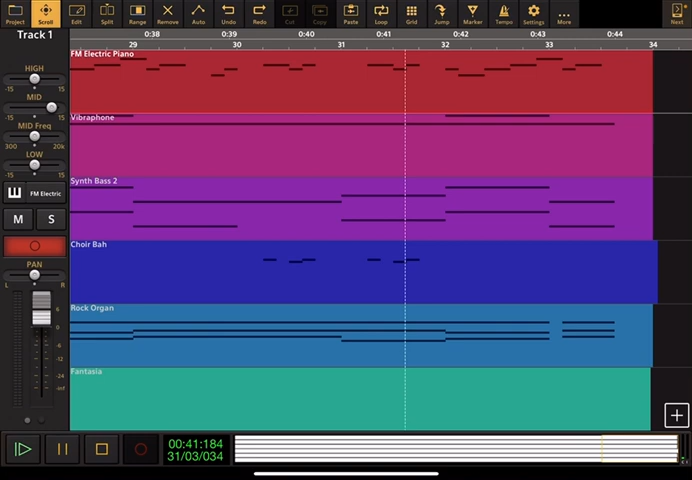 Project Scroll Edit Split Range Remove Auto Undo Redo Cut Copy Paste Loop Grid Jump Marker Tempo Settings More Next
Track 1
0:38 0:39 0:40 0:41 0:42 0:43 0:44
29 30 31 32 33 34
HIGH
-15 15
MID
-15 15
MID Freq
300 20k
LOW
-15 15
FM Electric
M S
PAN
L R
6
0
-6
-12
-24
-inf
FM Electric Piano
Vibraphone
Synth Bass 2
Choir Bah
Rock Organ
Fantasia
00:41:184
31/03/034